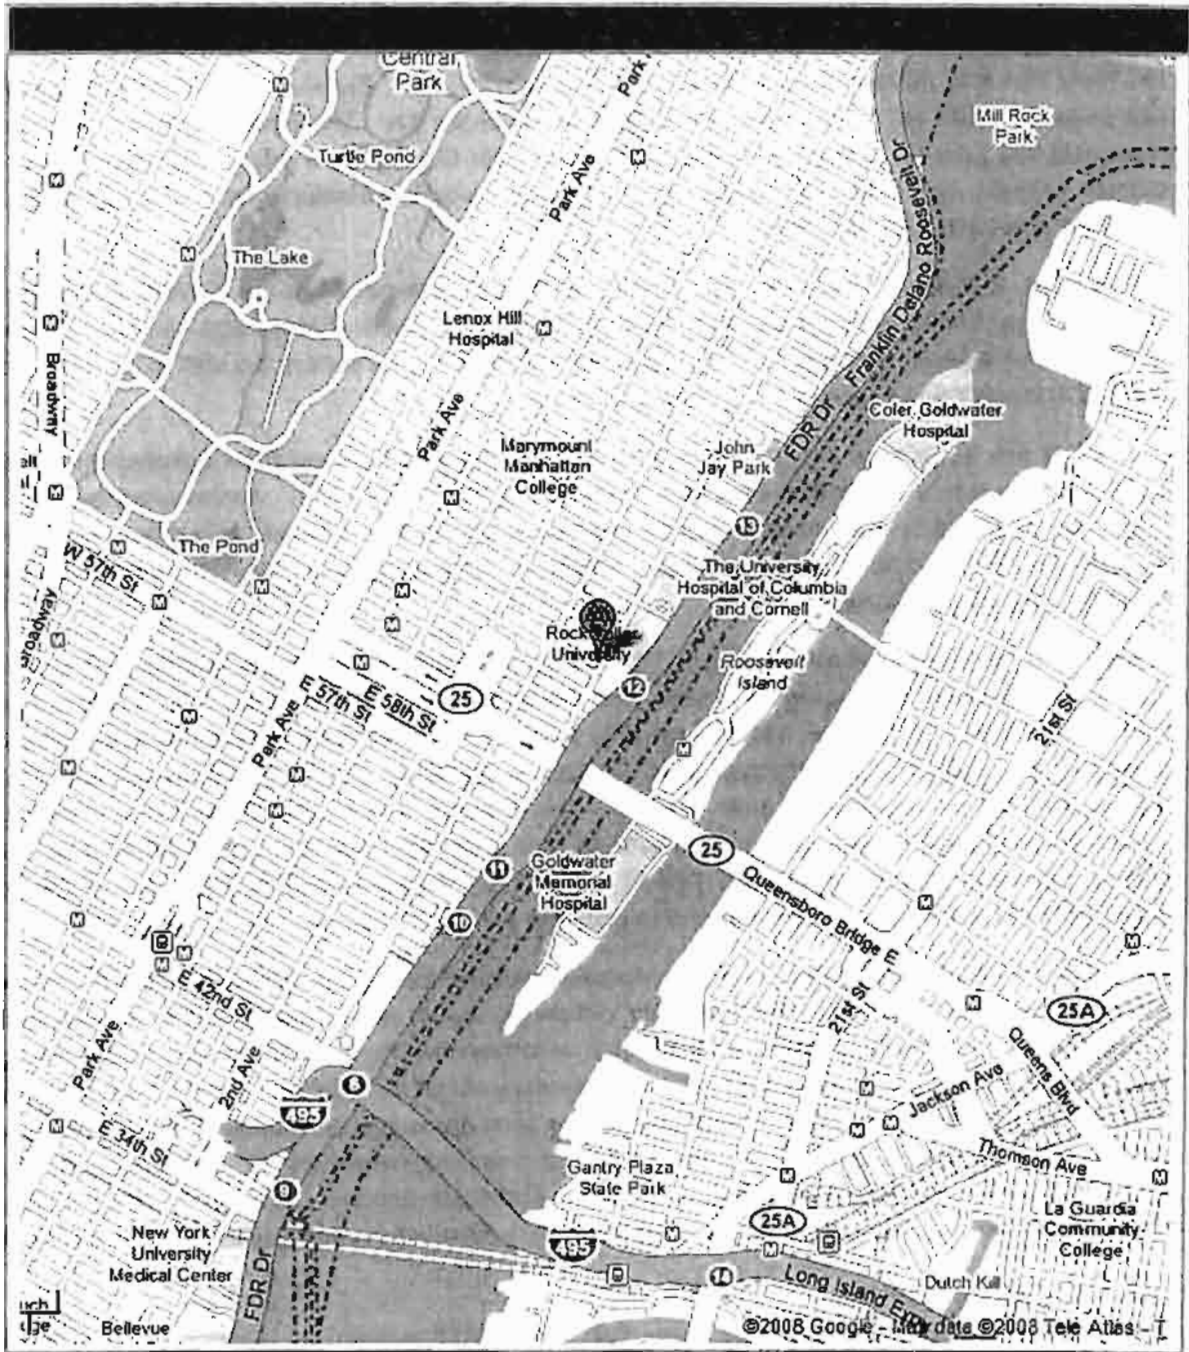 Central
Park
Park
Mill Rock
Park
Turtle Pond
Park Ave
The Lake
Franklin Delano Roosevelt Dr
Lenox Hill
Hospital
Broadway
Park Ave
Coler Goldwater
Hospital
FDR Dr
John
Jay Park
Marymount
Manhattan
College
13
The Pond
W 57th St
The University
Hospital of Columbia
and Cornell
Broadway
University
12
Roosevelt
Island
E 57th St
E 58th St
25
21st St
Park Ave
25
11
Goldwater
Memorial
Hospital
Queensboro Bridge E
10
E 42nd St
21st St
25A
Park Ave
2nd Ave
Queens Blvd
8
495
Jackson Ave
E 34th St
Thomson Ave
Gantry Plaza
State Park
9
25A
La Guardia
Community
College
New York
University
Medical Center
495
FDR Dr
14
Long Island
Dutch Kill
Bellevue
©2008 Google - Map data ©2008 Tele Atlas - T
M